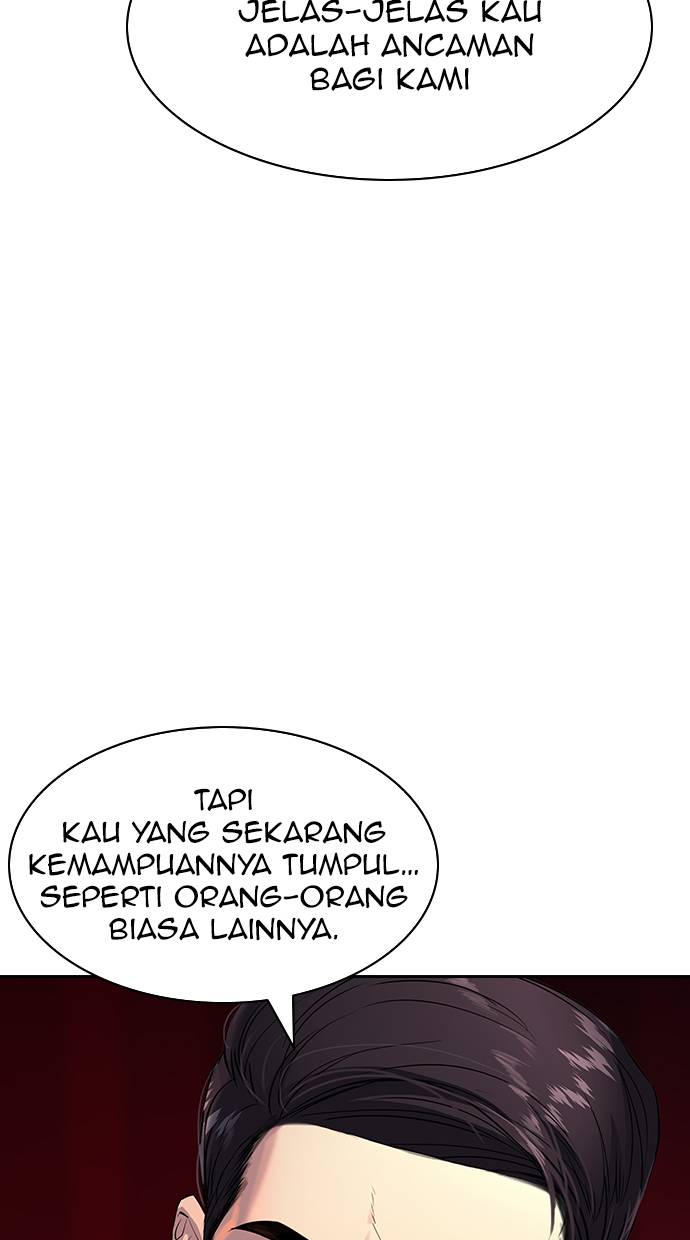 JELAS-JELAS KAU
ADALAH ANCAMAN
BAGI KAMI
TAPI
KAU YANG SEKARANG
KEMAMPUANNYA TUMPUL...
SEPERTI ORANG-ORANG
BIASA LAINNYA.